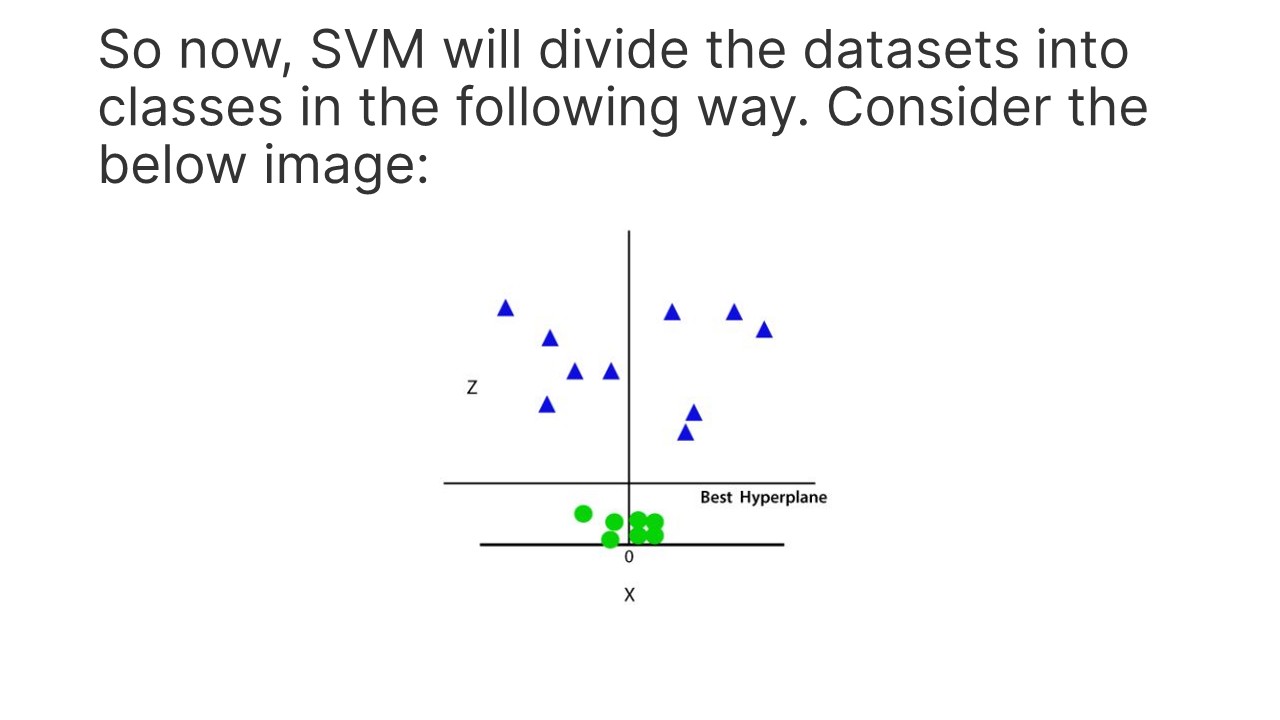 So now, SVM will divide the datasets into
classes in the following way. Consider the
below image:
Z
Best Hyperplane
0
X